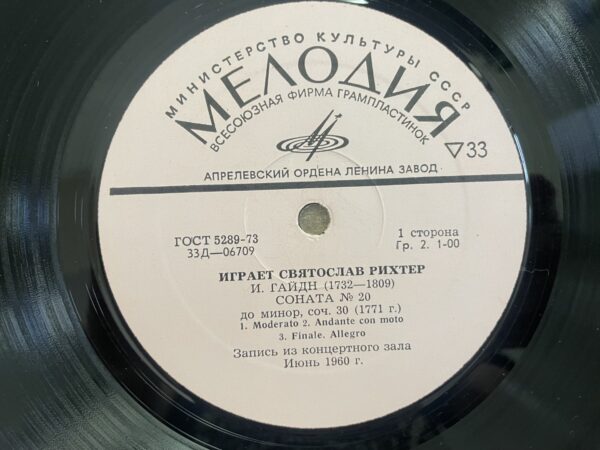 МИНИСТЕРСТВО КУЛЬТУРЫ СССР
МЕЛОДИЯ
ВСЕСОЮЗНАЯ ФИРМА ГРАМПЛАСТИНОК
▽33
АПРЕЛЕВСКИЙ ОРДЕНА ЛЕНИНА ЗАВОД
ГОСТ 5289-73
33Д—06709
1 сторона
Гр. 2. 1-00
ИГРАЕТ СВЯТОСЛАВ РИХТЕР
И. ГАЙДН (1732—1809)
СОНАТА № 20
до минор, соч. 30 (1771 г.)
1. Moderato 2. Andante con moto
3. Finale. Allegro
Запись из концертного зала
Июнь 1960 г.